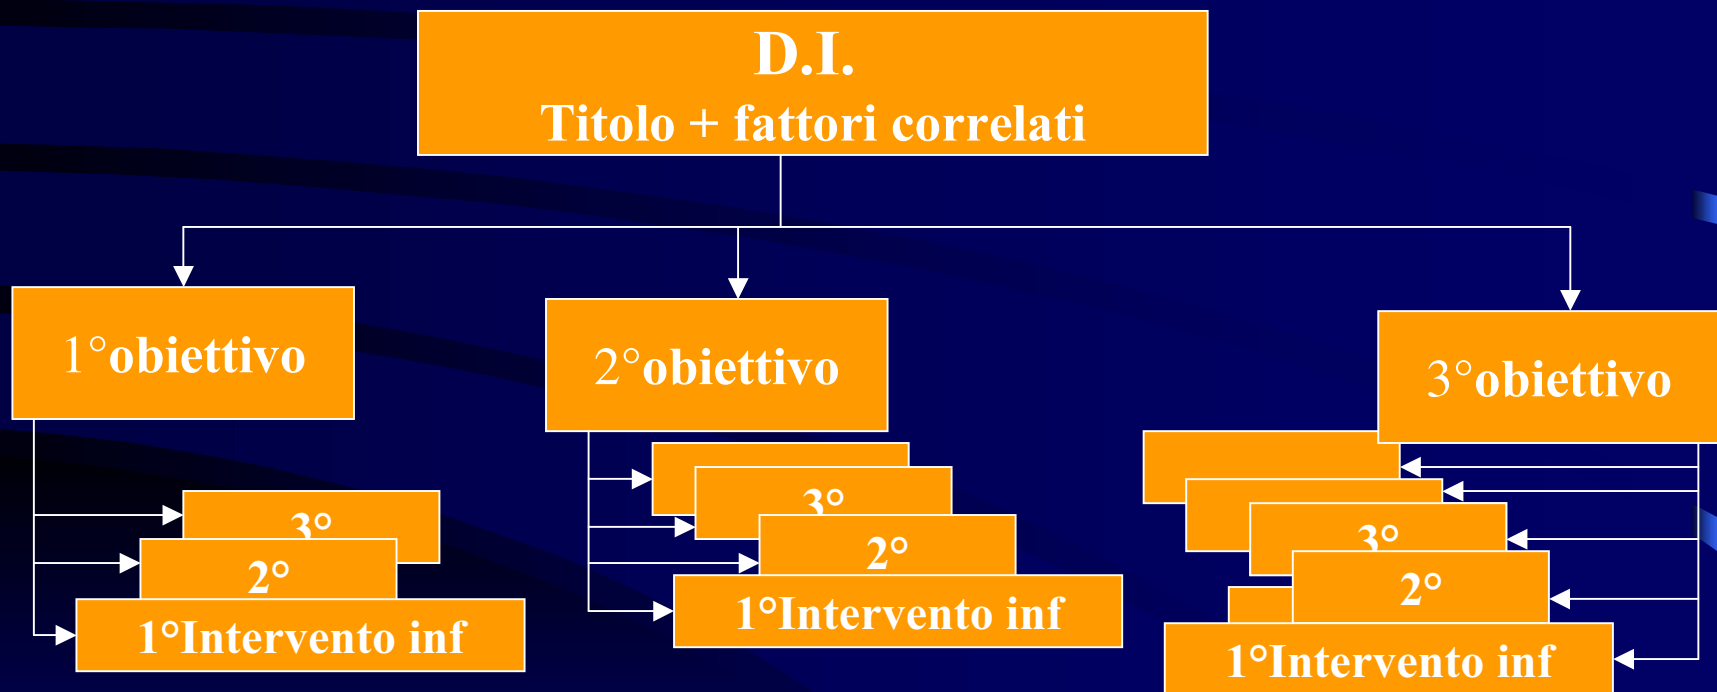 D.I.
Titolo + fattori correlati
1°obiettivo
2°obiettivo
3°obiettivo
3°
2°
1°Intervento inf
3°
2°
1°Intervento inf
3°
2°
1°Intervento inf